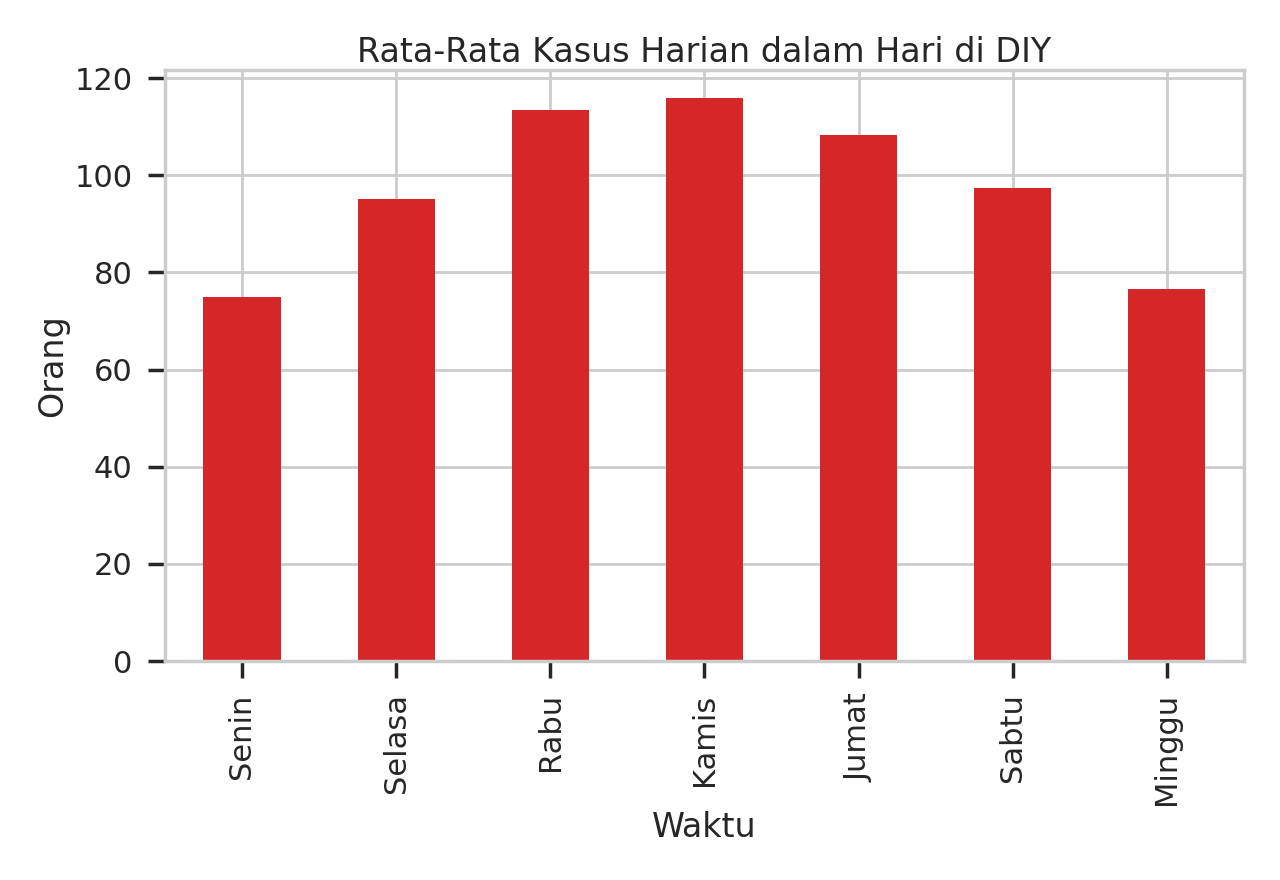 Rata-Rata Kasus Harian dalam Hari di DIY
120
100
80
60
40
20
0
Orang
Senin
Selasa
Rabu
Kamis
Jumat
Sabtu
Minggu
Waktu